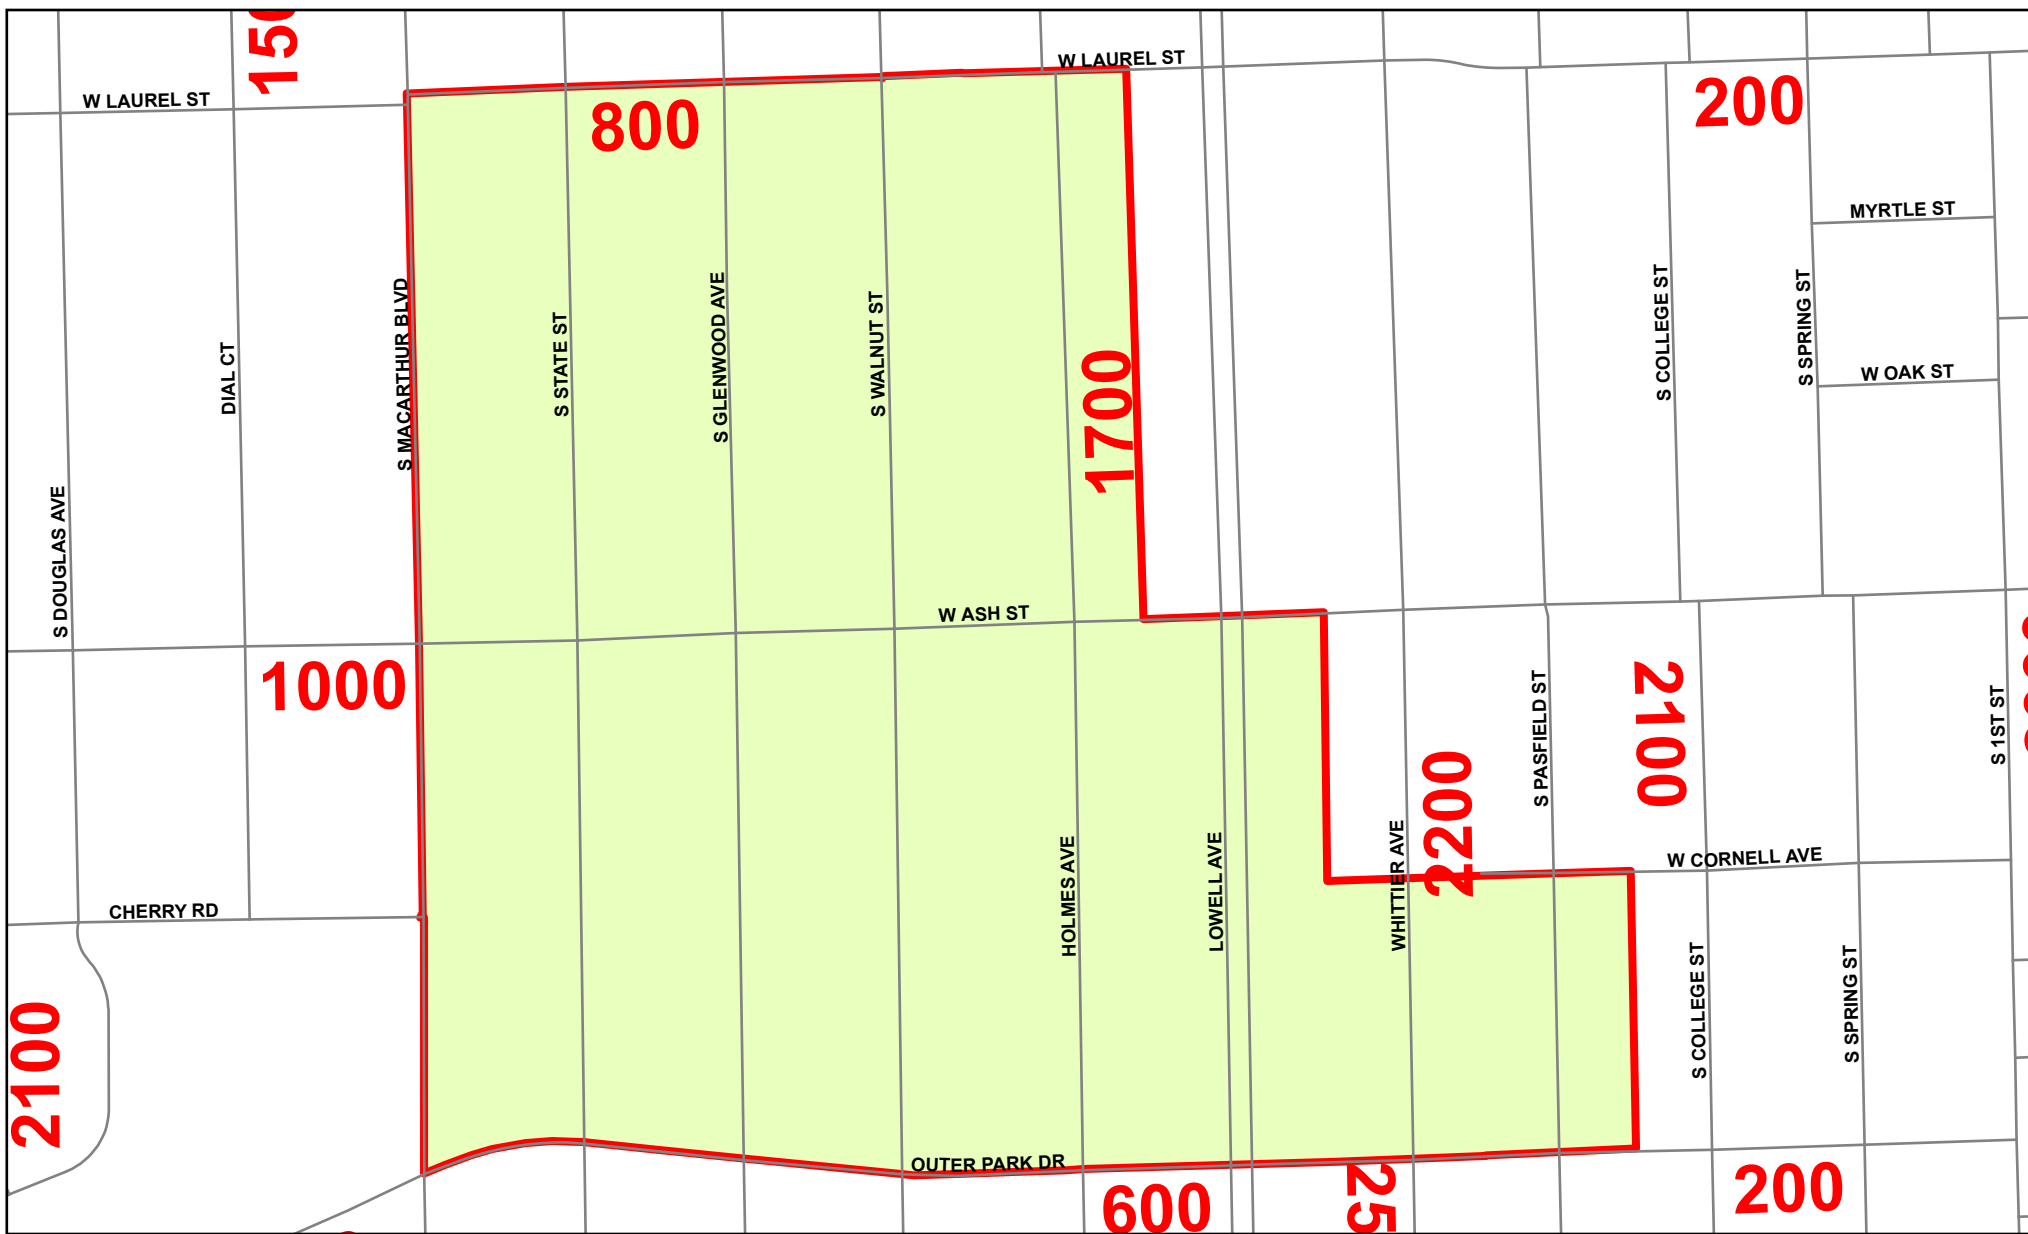 W LAUREL ST
W LAUREL ST
800
200
MYRTLE ST
W OAK ST
S MACARTHUR BLVD
S STATE ST
S GLENWOOD AVE
S WALNUT ST
DIAL CT
S DOUGLAS AVE
1700
S COLLEGE ST
S SPRING ST
W ASH ST
1000
2100
S PASFIELD ST
S 1ST ST
2200
WHITTIER AVE
W CORNELL AVE
HOLMES AVE
LOWELL AVE
CHERRY RD
2100
S COLLEGE ST
S SPRING ST
OUTER PARK DR
600
25
200